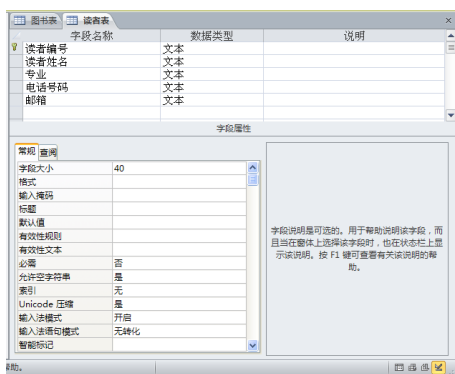 图书表 读者表
字段名称 数据类型 说明
读者编号 文本
读者姓名 文本
专业 文本
电话号码 文本
邮箱 文本
字段属性
常规 查阅
字段大小 40
格式
输入掩码
标题
默认值
有效性规则
有效性文本
必需 否
允许空字符串 是
索引 无
Unicode 压缩 是
输入法模式 开启
输入法语句模式 无转化
智能标记
字段说明是可选的。用于帮助说明该字段，而
且当在窗体上选择该字段时，也在状态栏上显
示该说明。按 F1 键可查看有关该说明的帮
助。
帮助。